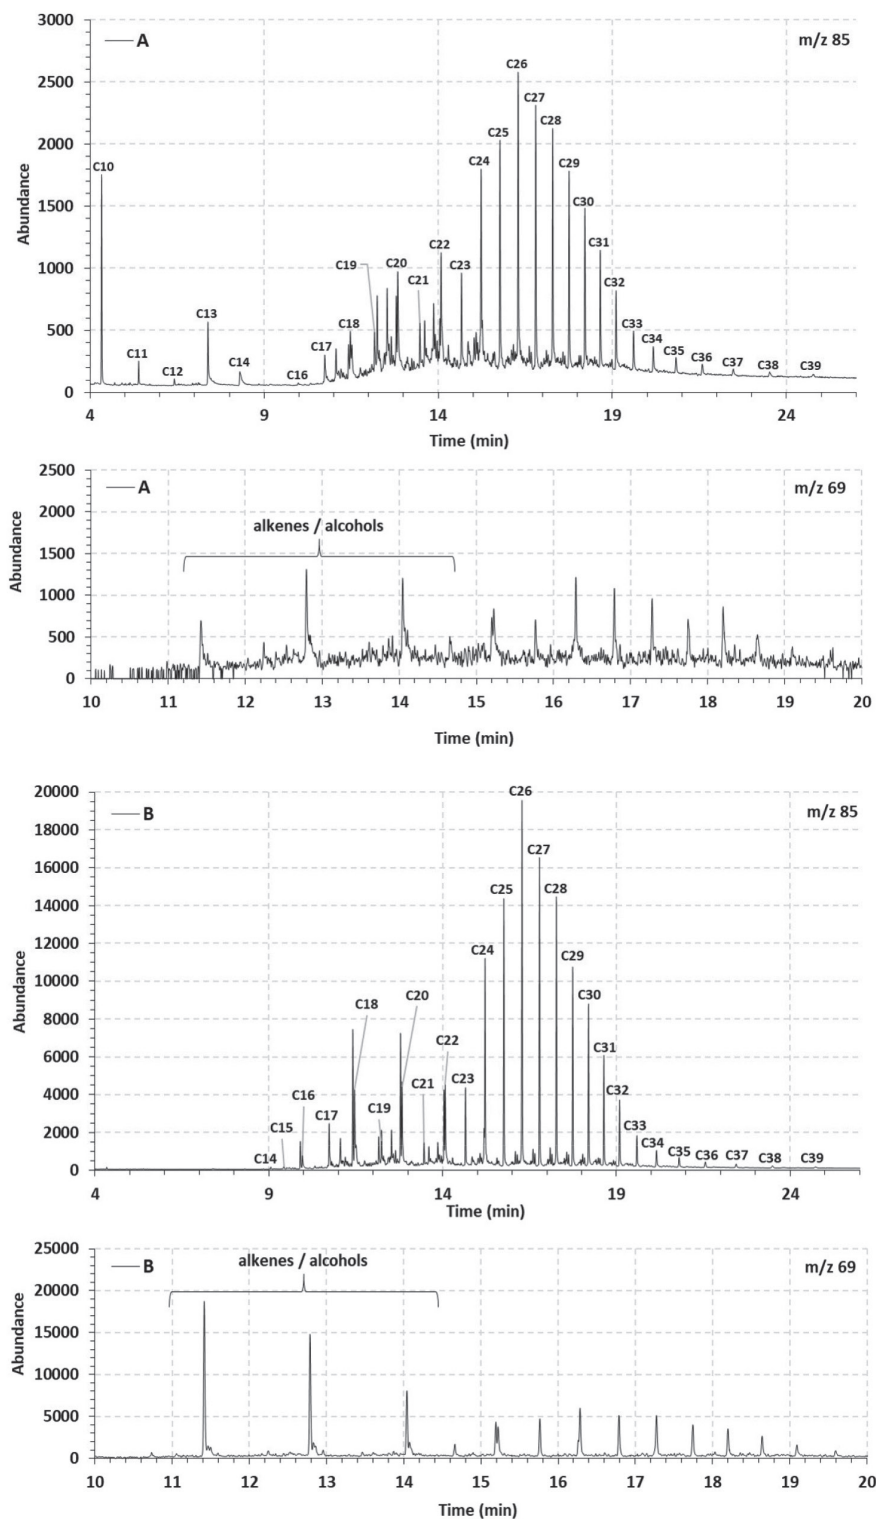 3000
A
m/z 85
C26
2500
C27
C28
C25
2000
C10
C24
C29
1500
C30
C22
C31
Abundance
C19
C20
C23
1000
C21
C32
C13
C18
C33
500
C17
C34
C11
C14
C35
C12
C16
C36
C37
C38
C39
0
4
9
14
19
24
Time (min)
2500
A
m/z 69
2000
alkenes / alcohols
1500
Abundance
1000
500
0
10
11
12
13
14
15
16
17
18
19
20
Time (min)
20000
C26
B
m/z 85
18000
C27
16000
C25
C28
14000
12000
C24
C29
10000
Abundance
C20
C30
C18
8000
C22
C31
6000
C23
C21
C32
C16
4000
C19
C17
C33
C15
2000
C34
C14
C35
C36
C37
C38
C39
0
4
9
14
19
24
Time (min)
25000
B
alkenes / alcohols
m/z 69
20000
15000
Abundance
10000
5000
0
10
11
12
13
14
15
16
17
18
19
20
Time (min)